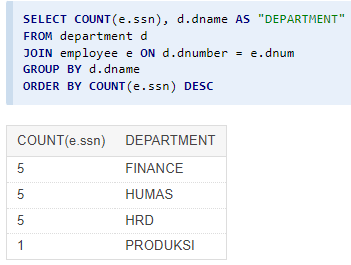 SELECT COUNT(e.ssn), d.dname AS "DEPARTMENT"
FROM department d
JOIN employee e ON d.dnumber = e.dnum
GROUP BY d.dname
ORDER BY COUNT(e.ssn) DESC
COUNT(e.ssn) DEPARTMENT
5 FINANCE
5 HUMAS
5 HRD
1 PRODUKSI